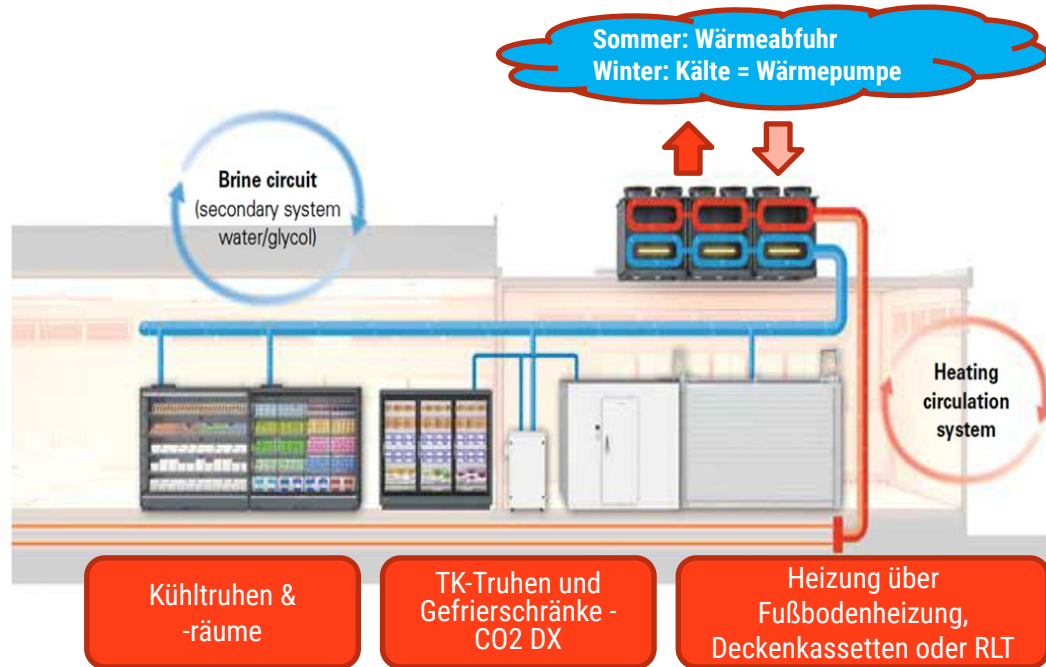 Sommer: Wärmeabfuhr
Winter: Kälte = Wärmepumpe
Brine circuit
(secondary system
water/glycol)
Heating
circulation
system
Kühltruhen &
-räume
TK-Truhen und
Gefrierschränke -
CO2 DX
Heizung über
Fußbodenheizung,
Deckenkassetten oder RLT